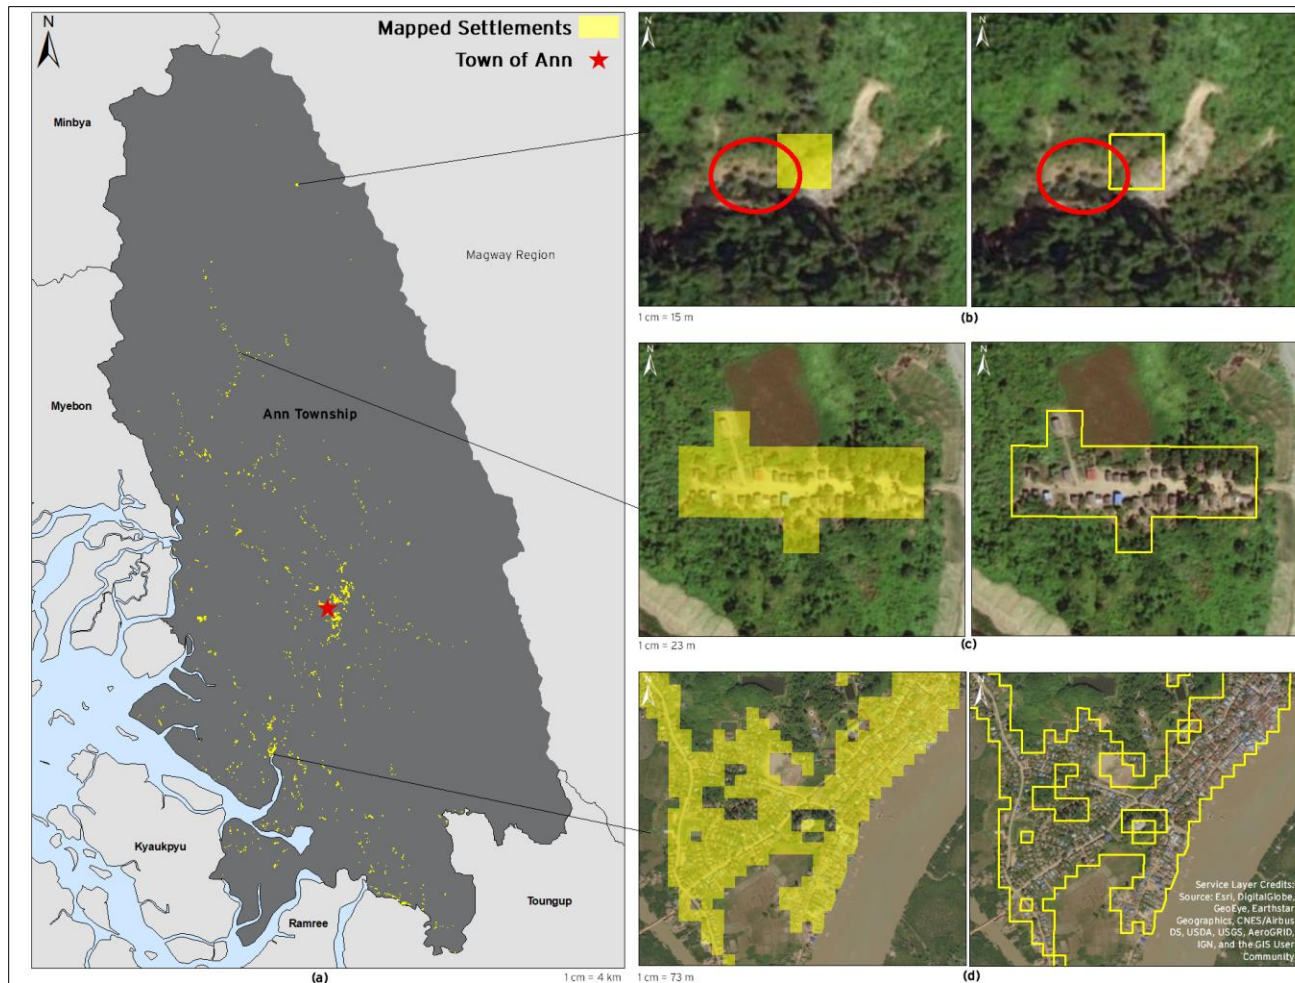 N
Mapped Settlements
Town of Ann
Minbya
Magway Region
Myebon
Ann Township
Kyaukpyu
Ramree
Toungup
(a)
1 cm = 4 km
N
N
1 cm = 15 m
(b)
N
N
1 cm = 23 m
(c)
N
N
Service Layer Credits:
Source: Esri, DigitalGlobe,
GeoEye, Earthstar
Geographics, CNES/Airbus
DS, USDA, USGS, AeroGRID,
IGN, and the GIS User
Community
1 cm = 73 m
(d)